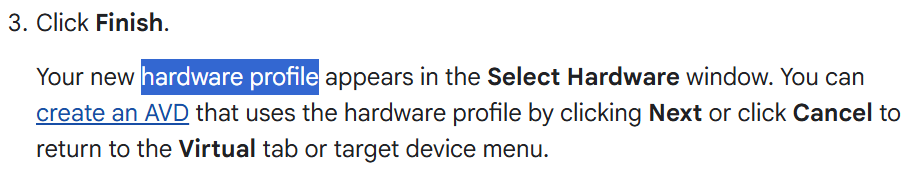 3. Click Finish.
Your new hardware profile appears in the Select Hardware window. You can
create an AVD that uses the hardware profile by clicking Next or click Cancel to
return to the Virtual tab or target device menu.